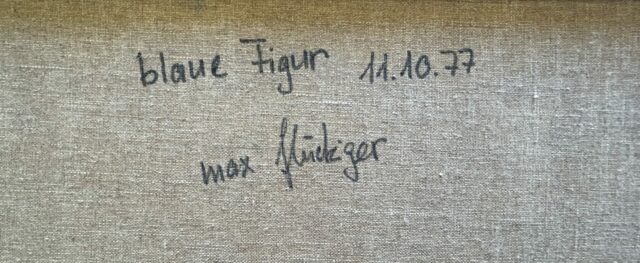 blaue Figur 11.10.77
max flückiger